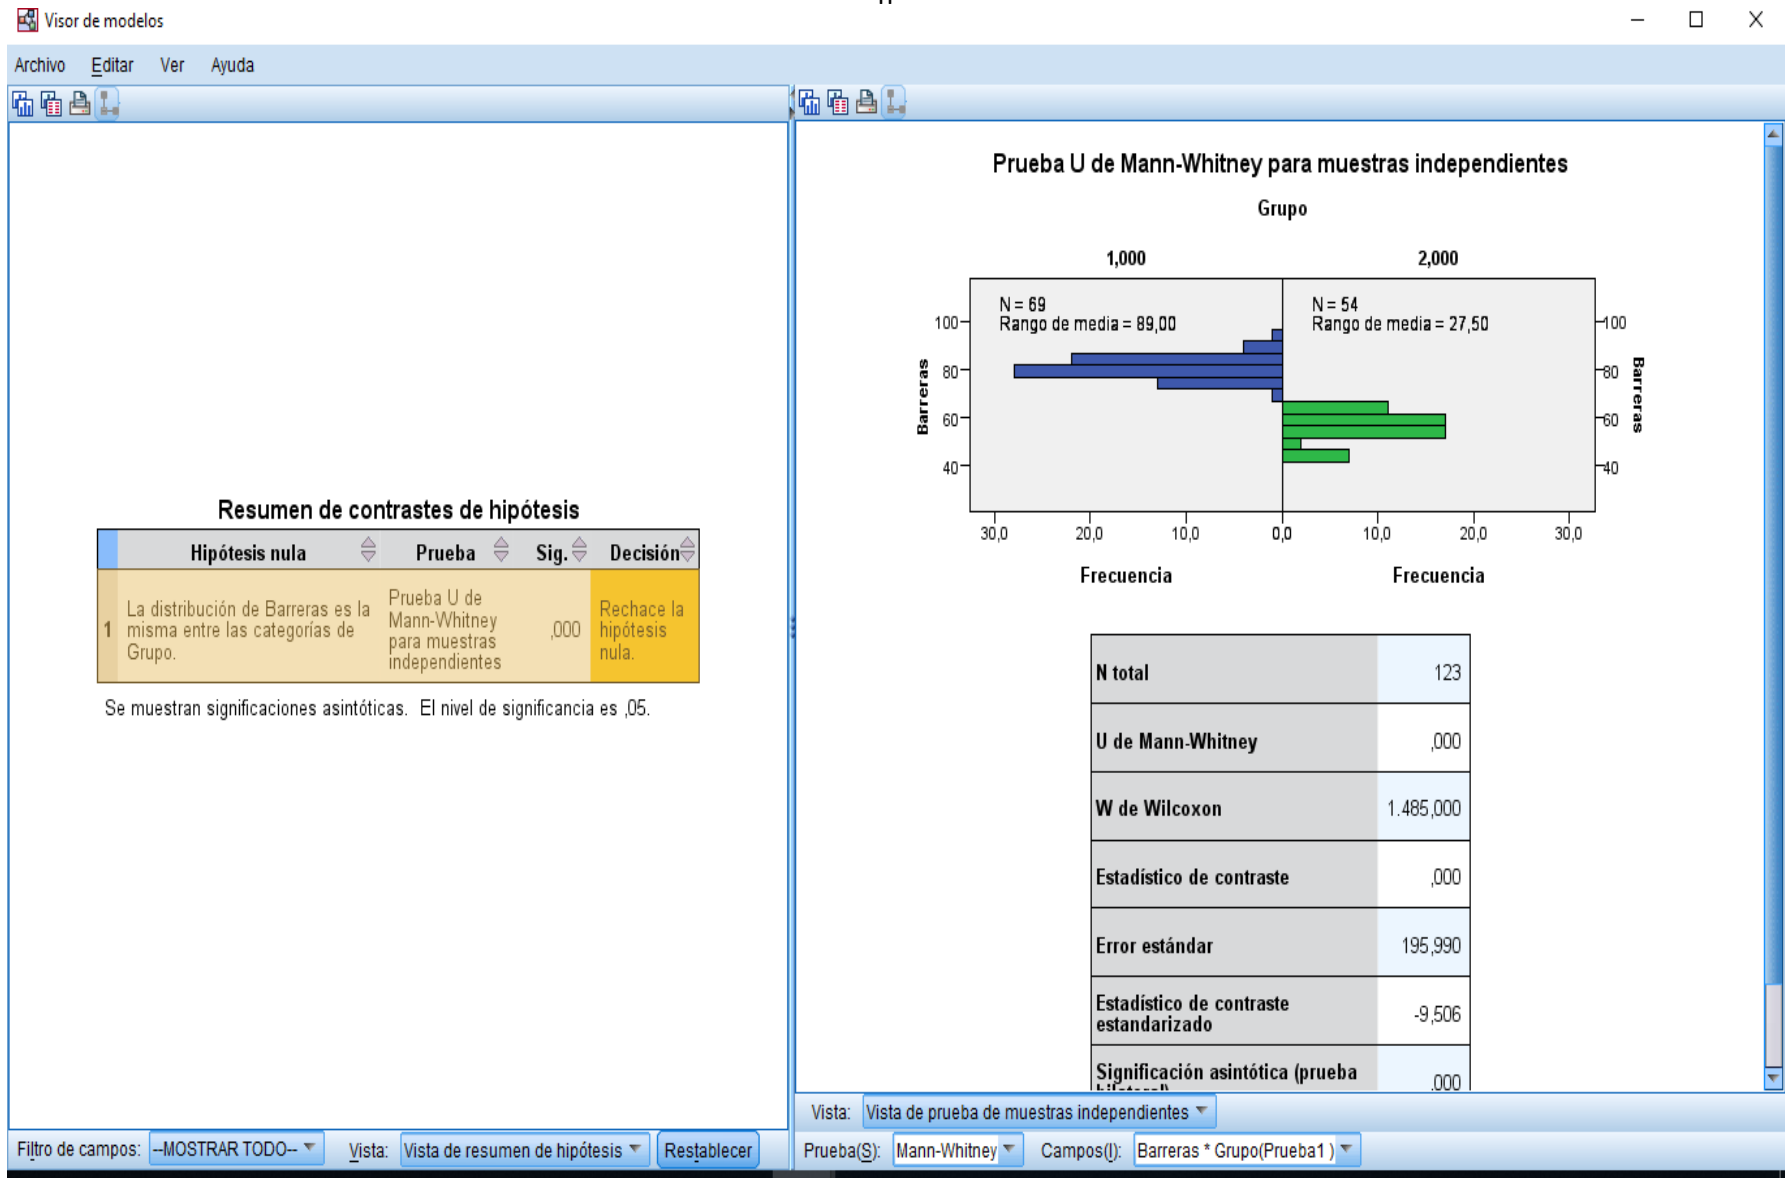 Visor de modelos
Archivo Editar Ver Ayuda
Resumen de contrastes de hipótesis
Hipótesis nula Prueba Sig. Decisión
1 La distribución de Barreras es la misma entre las categorías de Grupo. Prueba U de Mann-Whitney para muestras independientes ,000 Rechace la hipótesis nula.
Se muestran significaciones asintóticas. El nivel de significancia es ,05.
Filtro de campos: --MOSTRAR TODO-- Vista: Vista de resumen de hipótesis Restablecer
Prueba U de Mann-Whitney para muestras independientes
Grupo
1,000 2,000
N = 69
Rango de media = 89,00
N = 54
Rango de media = 27,50
Barreras
100
80
60
40
100
80
60
40
Barreras
30,0 20,0 10,0 0,0 10,0 20,0 30,0
Frecuencia Frecuencia
N total 123
U de Mann-Whitney ,000
W de Wilcoxon 1.485,000
Estadístico de contraste ,000
Error estándar 195,990
Estadístico de contraste
estandarizado -9,506
Significación asintótica (prueba ,000
Vista: Vista de prueba de muestras independientes
Prueba(S): Mann-Whitney Campos(I): Barreras * Grupo(Prueba1 )